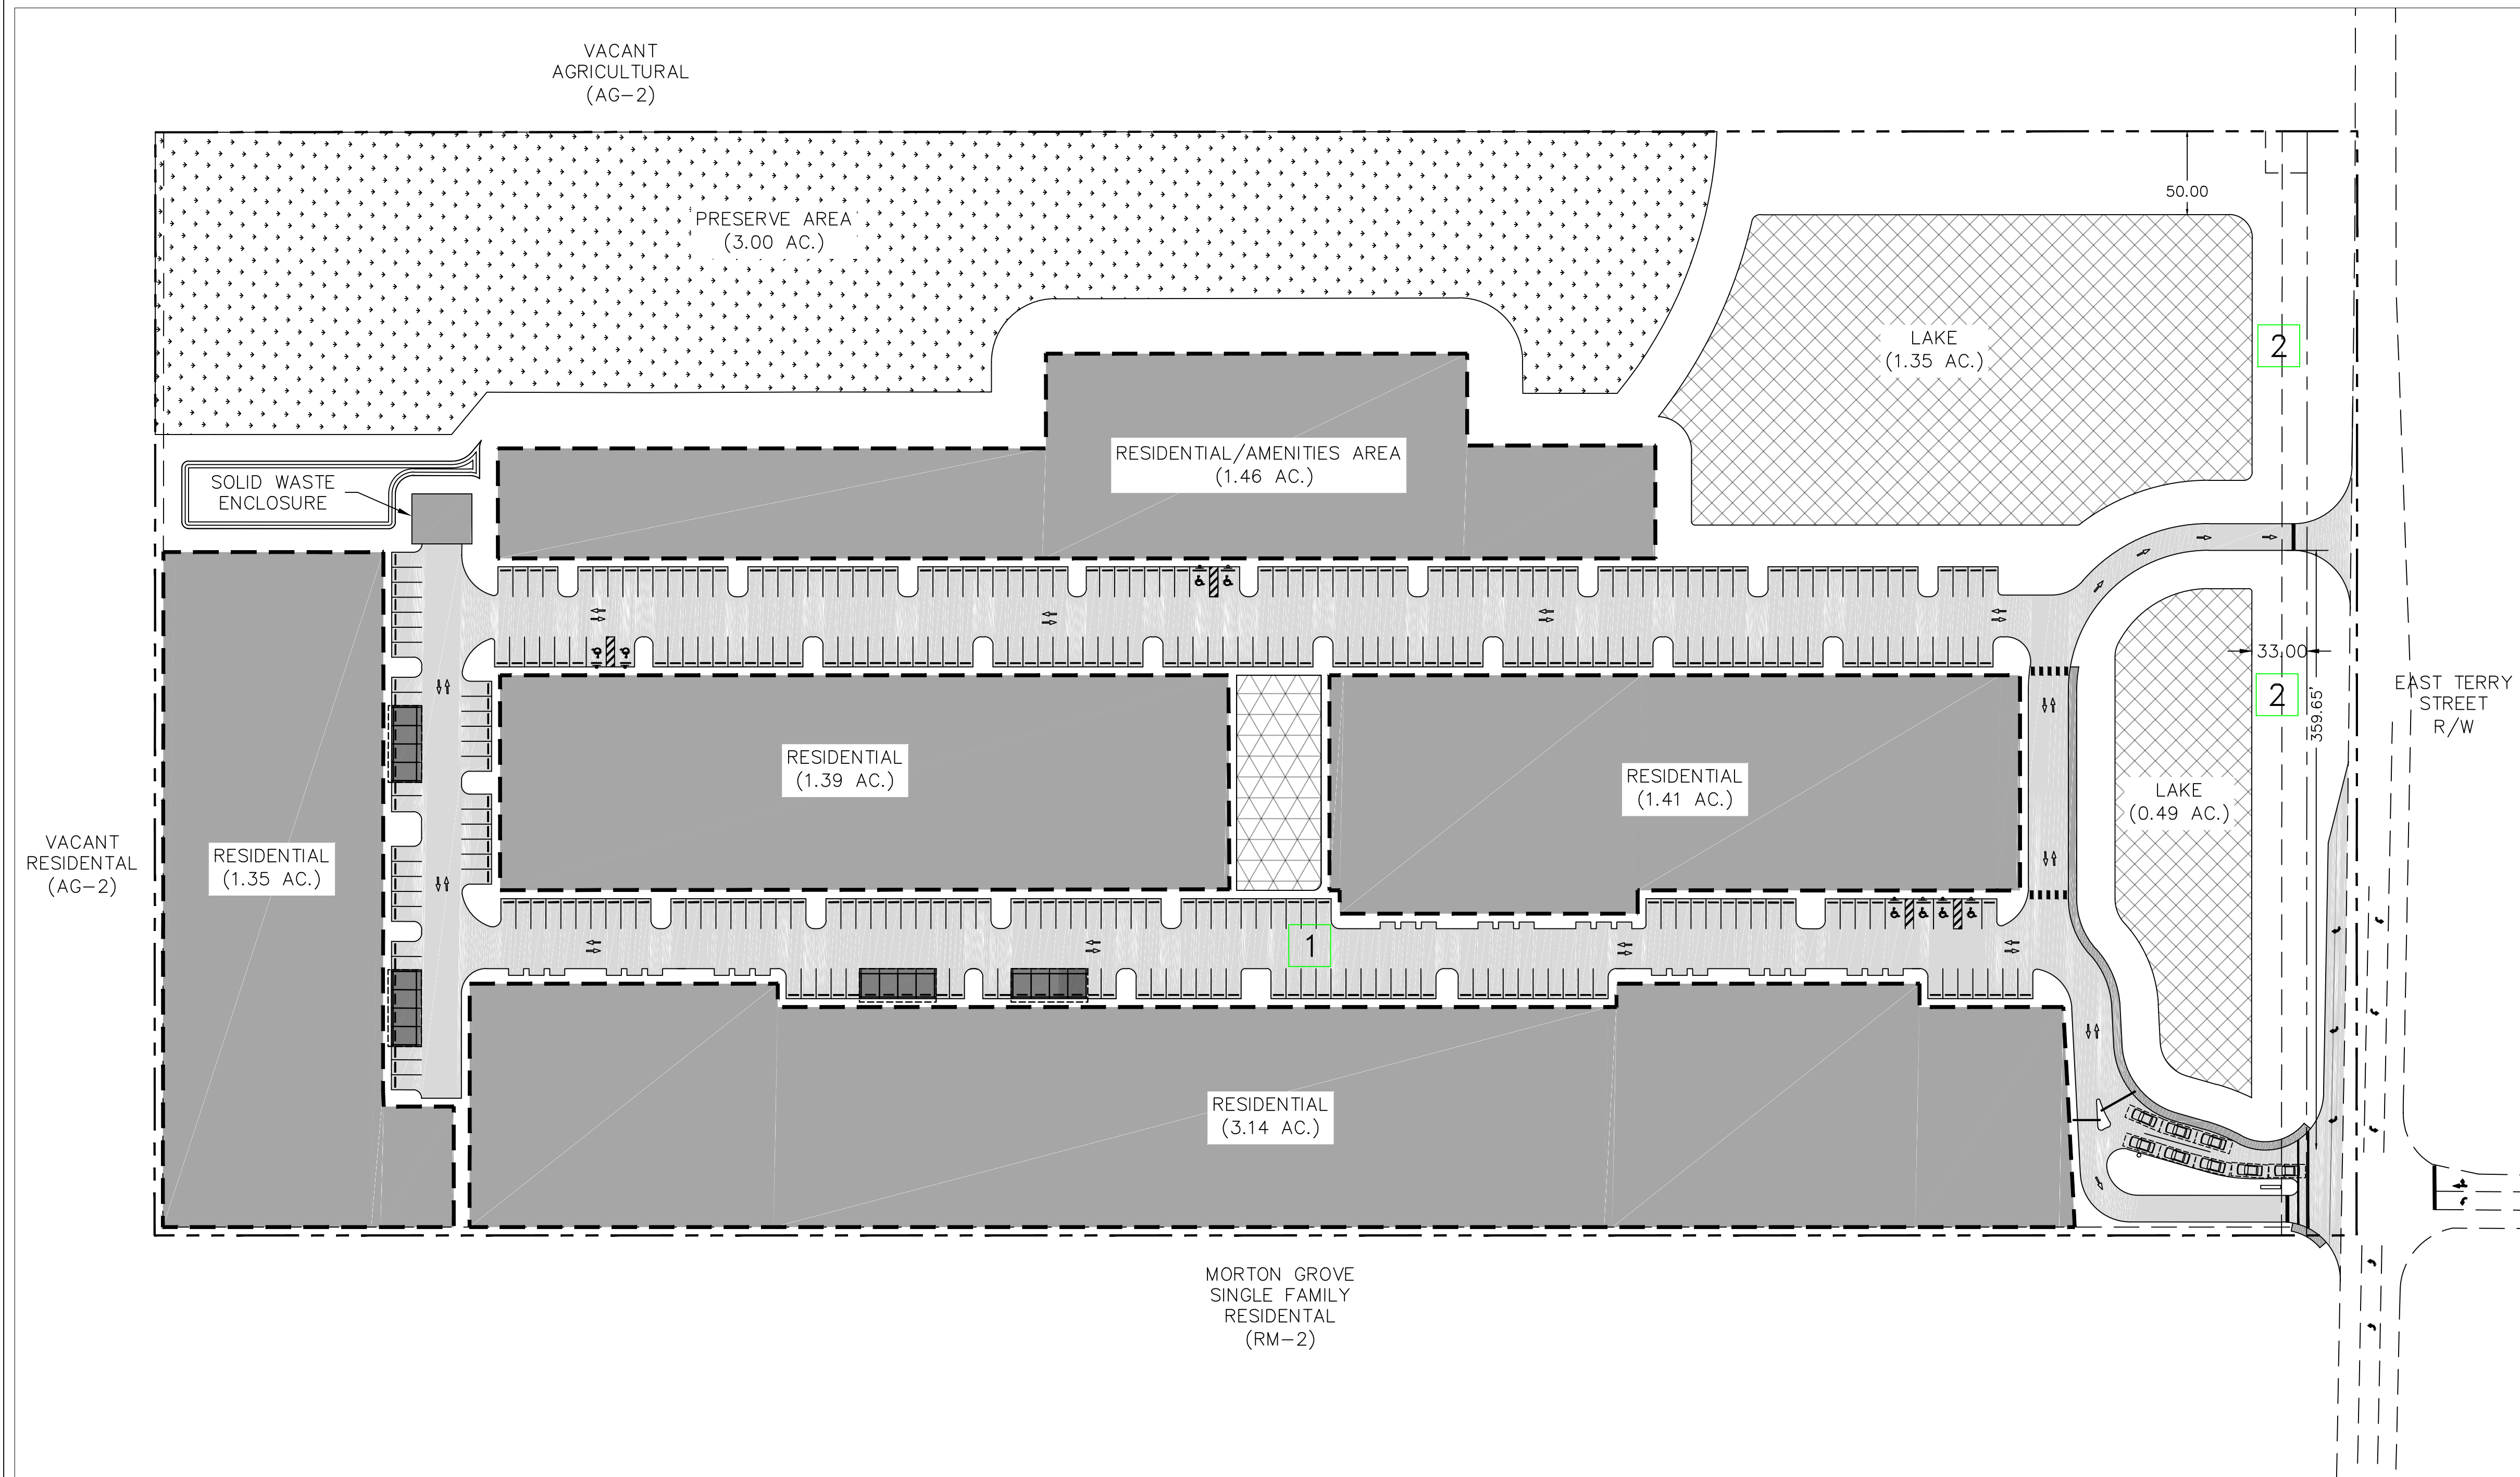 VACANT
AGRICULTURAL
(AG-2)
PRESERVE AREA
(3.00 AC.)
50.00
LAKE
(1.35 AC.)
2
RESIDENTIAL/AMENITIES AREA
(1.46 AC.)
SOLID WASTE
ENCLOSURE
33.00
2
359.65'
EAST TERRY
STREET
R/W
RESIDENTIAL
(1.39 AC.)
RESIDENTIAL
(1.41 AC.)
LAKE
(0.49 AC.)
VACANT
RESIDENTAL
(AG-2)
RESIDENTIAL
(1.35 AC.)
1
RESIDENTIAL
(3.14 AC.)
MORTON GROVE
SINGLE FAMILY
RESIDENTAL
(RM-2)